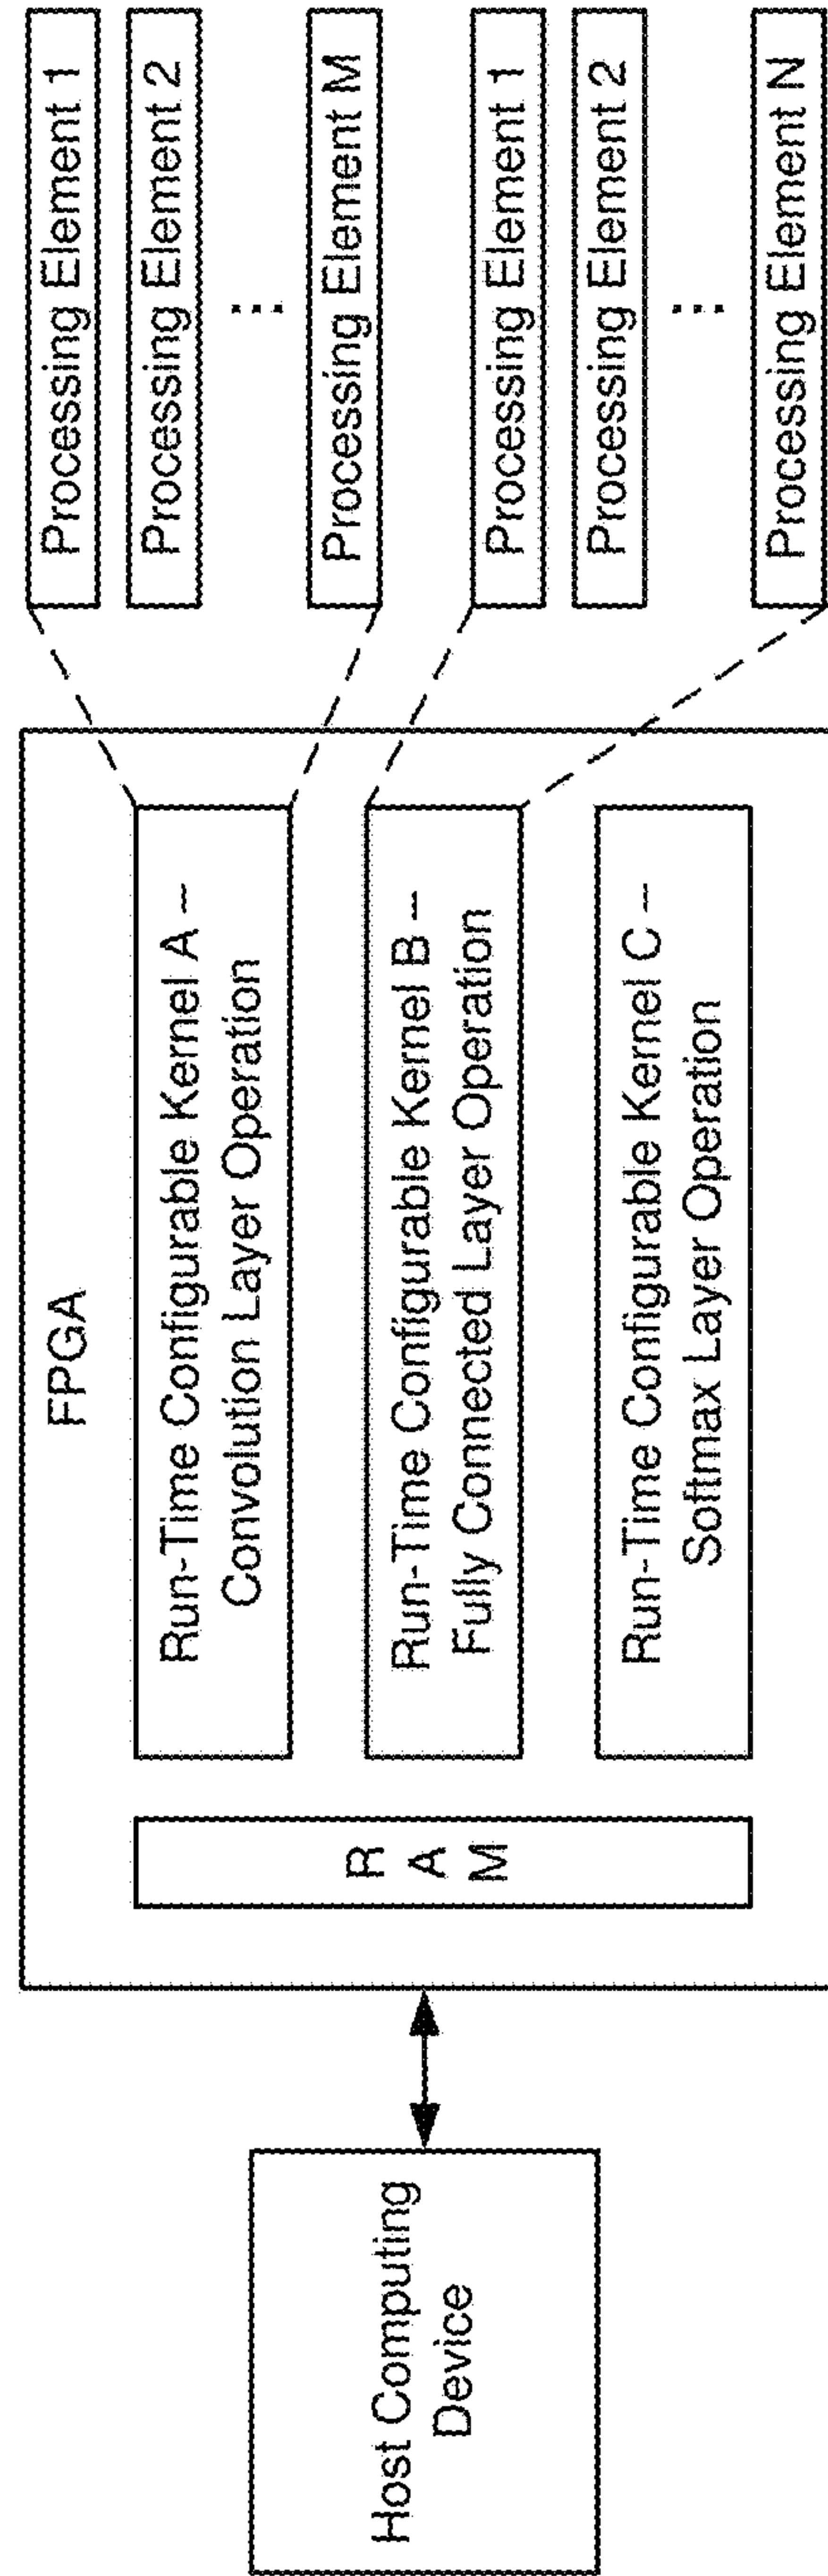 Host Computing
Device
FPGA
R
A
M
Run-Time Configurable Kernel A –
Convolution Layer Operation
Run-Time Configurable Kernel B –
Fully Connected Layer Operation
Run-Time Configurable Kernel C –
Softmax Layer Operation
Processing Element 1
Processing Element 2
⋮
Processing Element M
Processing Element 1
Processing Element 2
⋮
Processing Element N